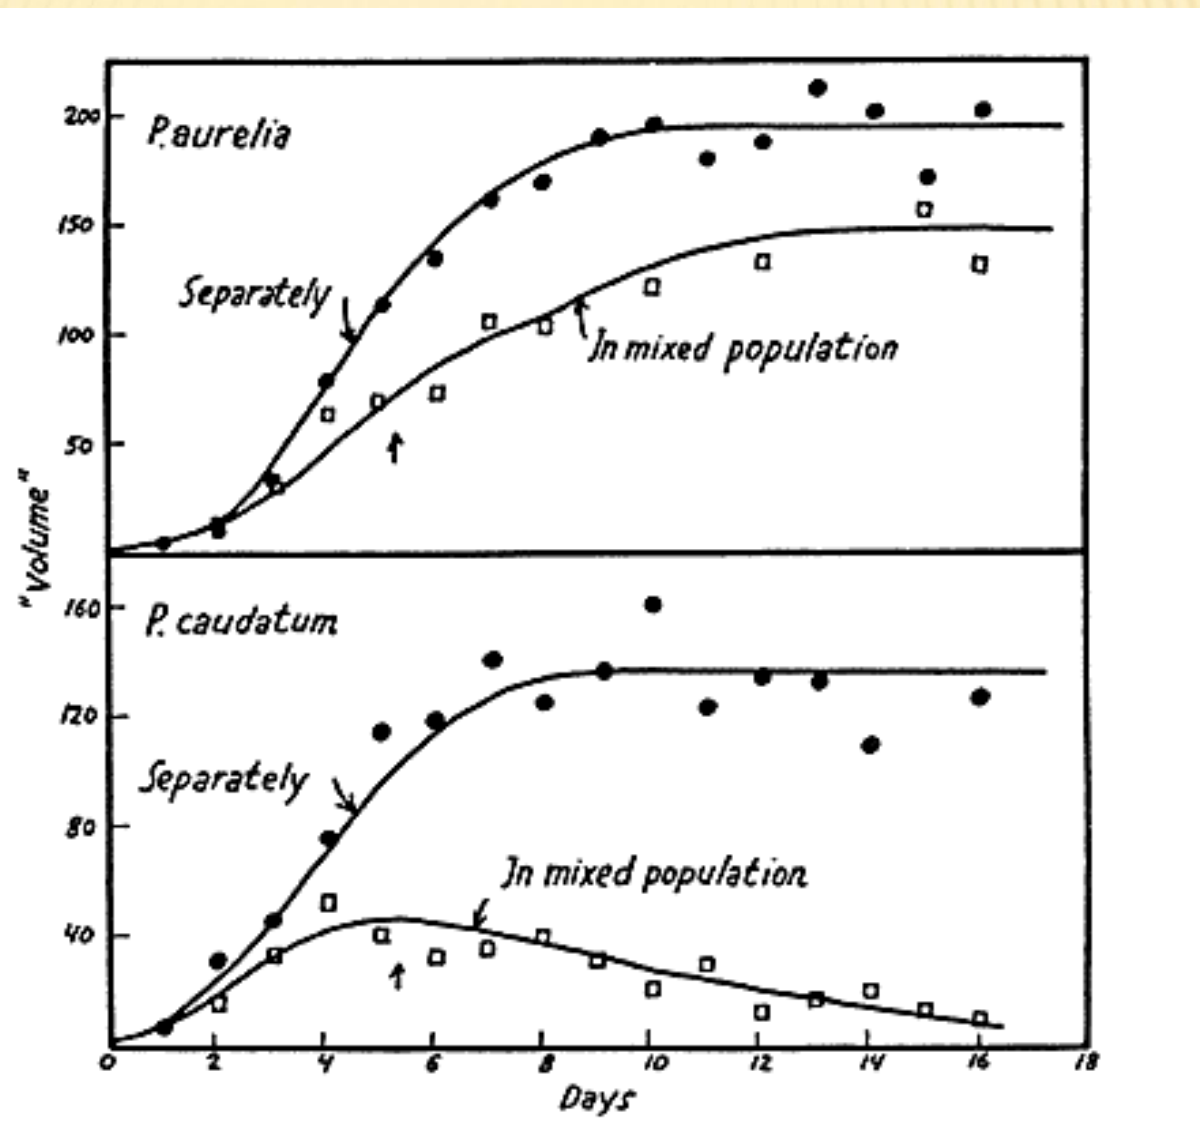 200
P. aurelia
150
Separately
100
In mixed population
50
"Volume"
160
P. caudatum
120
Separately
80
In mixed population
40
0 2 4 6 8 10 12 14 16 18
Days